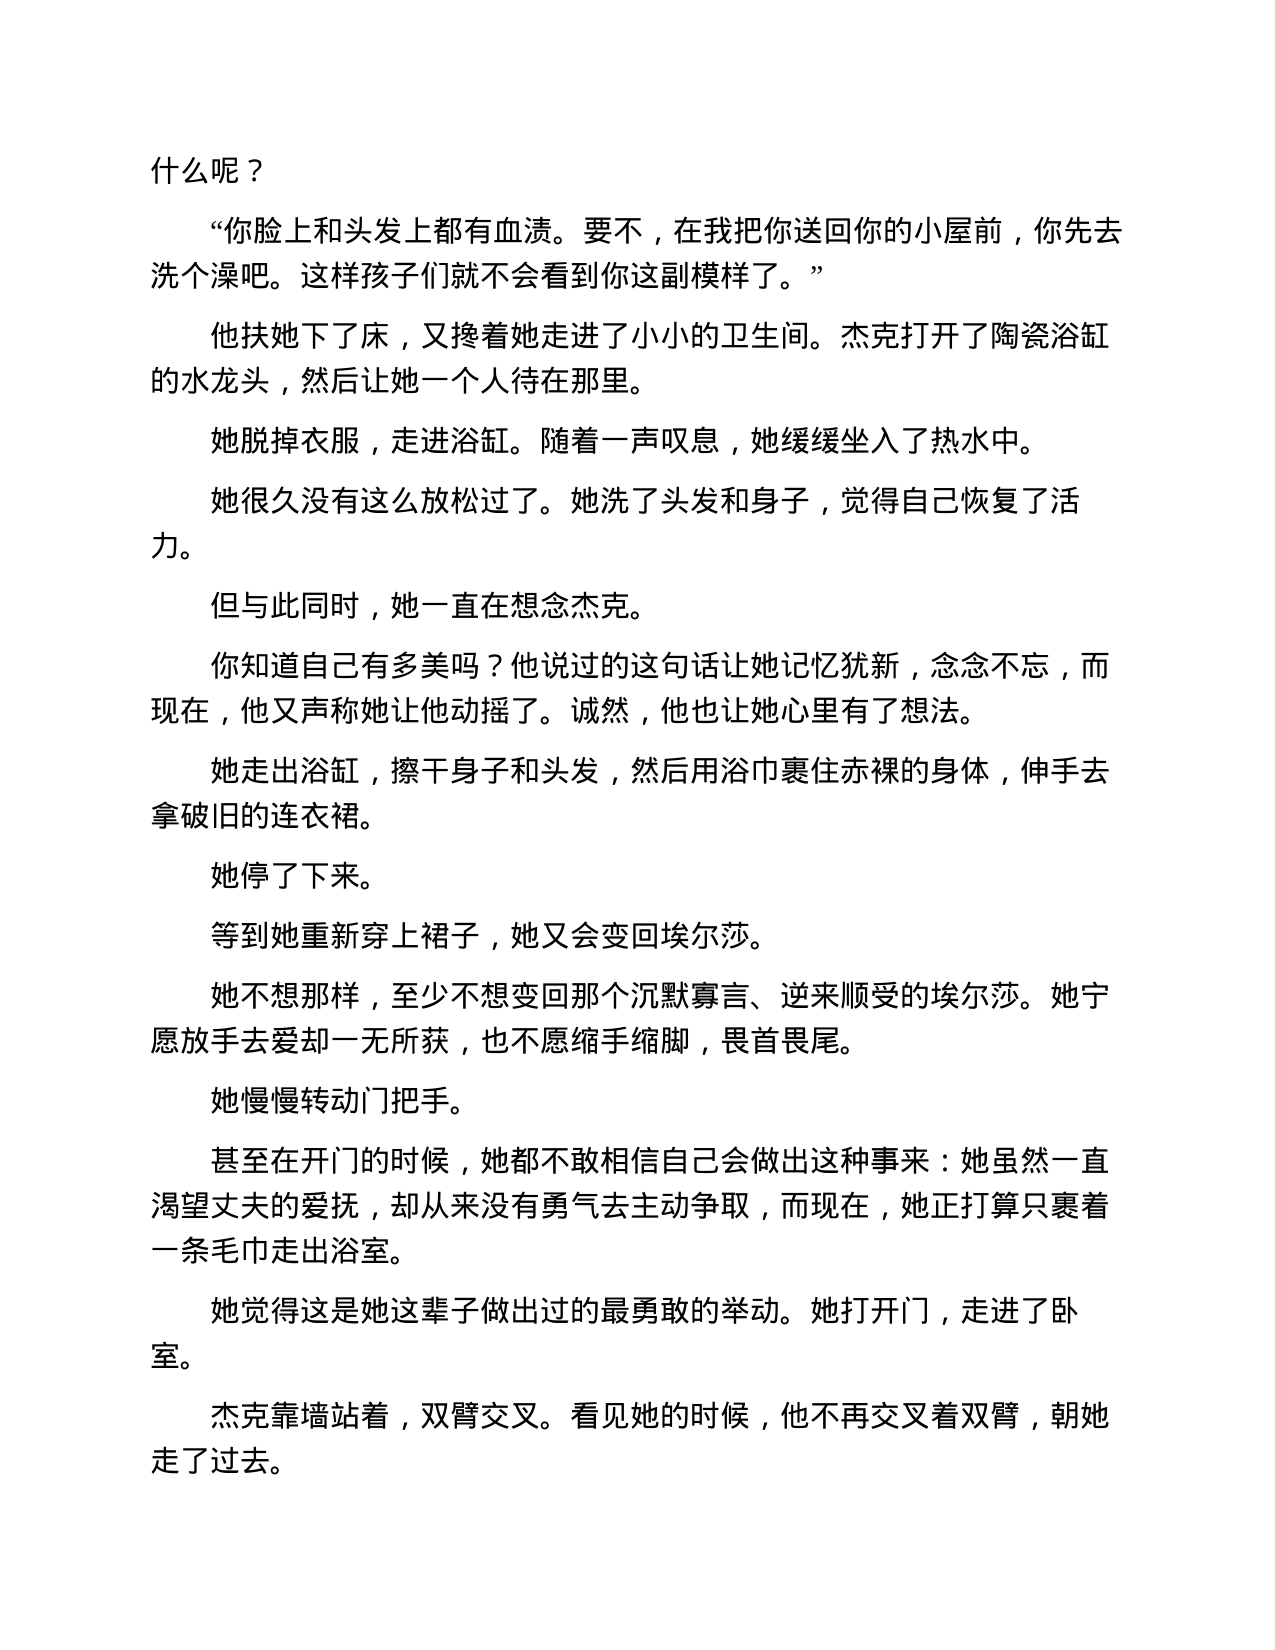 什么呢？
“你脸上和头发上都有血渍。要不，在我把你送回你的小屋前，你先去
洗个澡吧。这样孩子们就不会看到你这副模样了。”
他扶她下了床，又搀着她走进了小小的卫生间。杰克打开了陶瓷浴缸
的水龙头，然后让她一个人待在那里。
她脱掉衣服，走进浴缸。随着一声叹息，她缓缓坐入了热水中。
她很久没有这么放松过了。她洗了头发和身子，觉得自己恢复了活
力。
但与此同时，她一直在想念杰克。
你知道自己有多美吗？他说过的这句话让她记忆犹新，念念不忘，而
现在，他又声称她让他动摇了。诚然，他也让她心里有了想法。
她走出浴缸，擦干身子和头发，然后用浴巾裹住赤裸的身体，伸手去
拿破旧的连衣裙。
她停了下来。
等到她重新穿上裙子，她又会变回埃尔莎。
她不想那样，至少不想变回那个沉默寡言、逆来顺受的埃尔莎。她宁
愿放手去爱却一无所获，也不愿缩手缩脚，畏首畏尾。
她慢慢转动门把手。
甚至在开门的时候，她都不敢相信自己会做出这种事来：她虽然一直
渴望丈夫的爱抚，却从来没有勇气去主动争取，而现在，她正打算只裹着
一条毛巾走出浴室。
她觉得这是她这辈子做出过的最勇敢的举动。她打开门，走进了卧
室。
杰克靠墙站着，双臂交叉。看见她的时候，他不再交叉着双臂，朝她
走了过去。